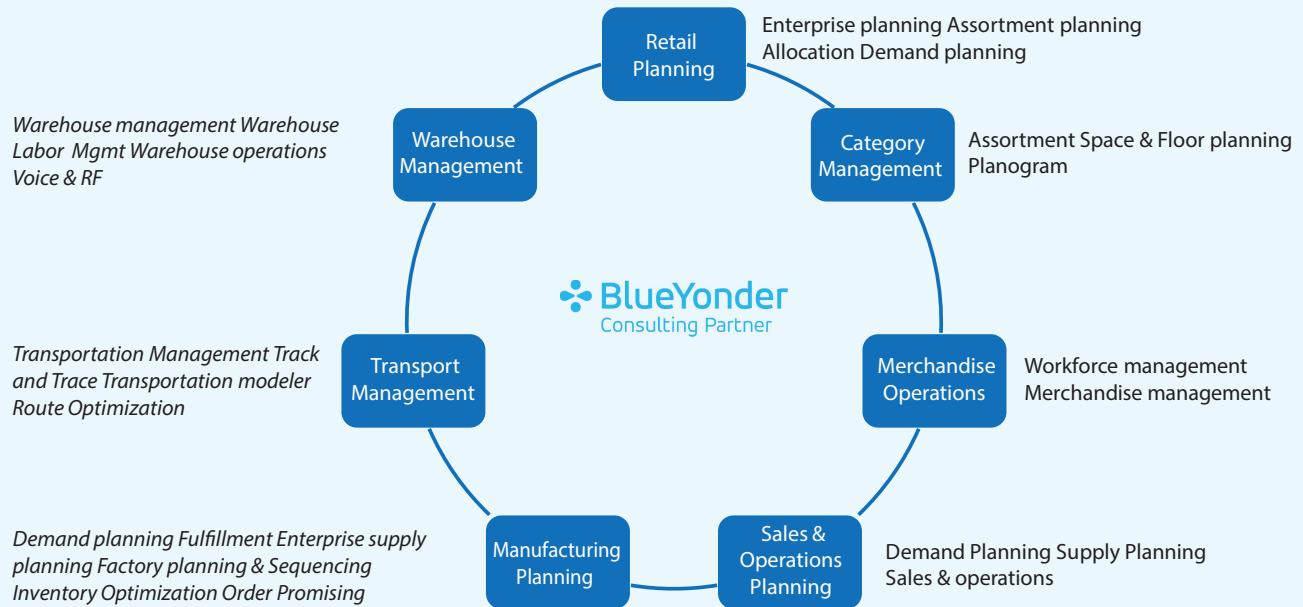 Retail
Planning
Enterprise planning Assortment planning
Allocation Demand planning
Category
Management
Assortment Space & Floor planning
Planogram
Merchandise
Operations
Workforce management
Merchandise management
Sales &
Operations
Planning
Demand Planning Supply Planning
Sales & operations
Manufacturing
Planning
Demand planning Fulfillment Enterprise supply
planning Factory planning & Sequencing
Inventory Optimization Order Promising
Transport
Management
Transportation Management Track
and Trace Transportation modeler
Route Optimization
Warehouse
Management
Warehouse management Warehouse
Labor Mgmt Warehouse operations
Voice & RF
BlueYonder
Consulting Partner